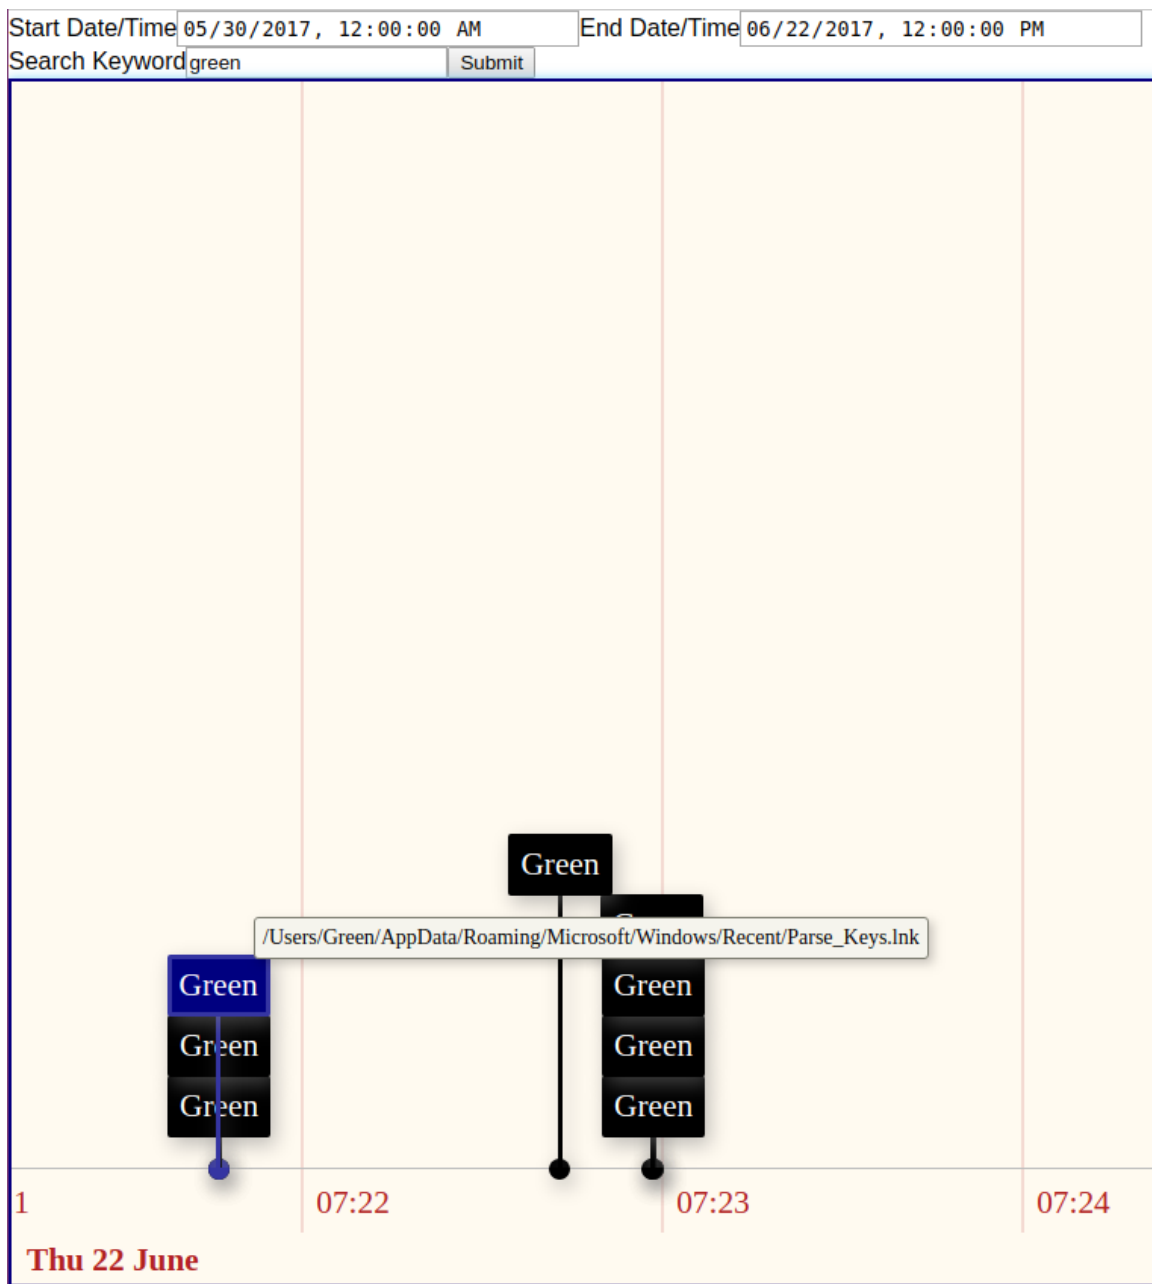 Start Date/Time 05/30/2017, 12:00:00 AM End Date/Time 06/22/2017, 12:00:00 PM
Search Keyword green Submit
Green
/Users/Green/AppData/Roaming/Microsoft/Windows/Recent/Parse_Keys.lnk
Green Green
Green Green
Green Green
1 07:22 07:23 07:24
Thu 22 June